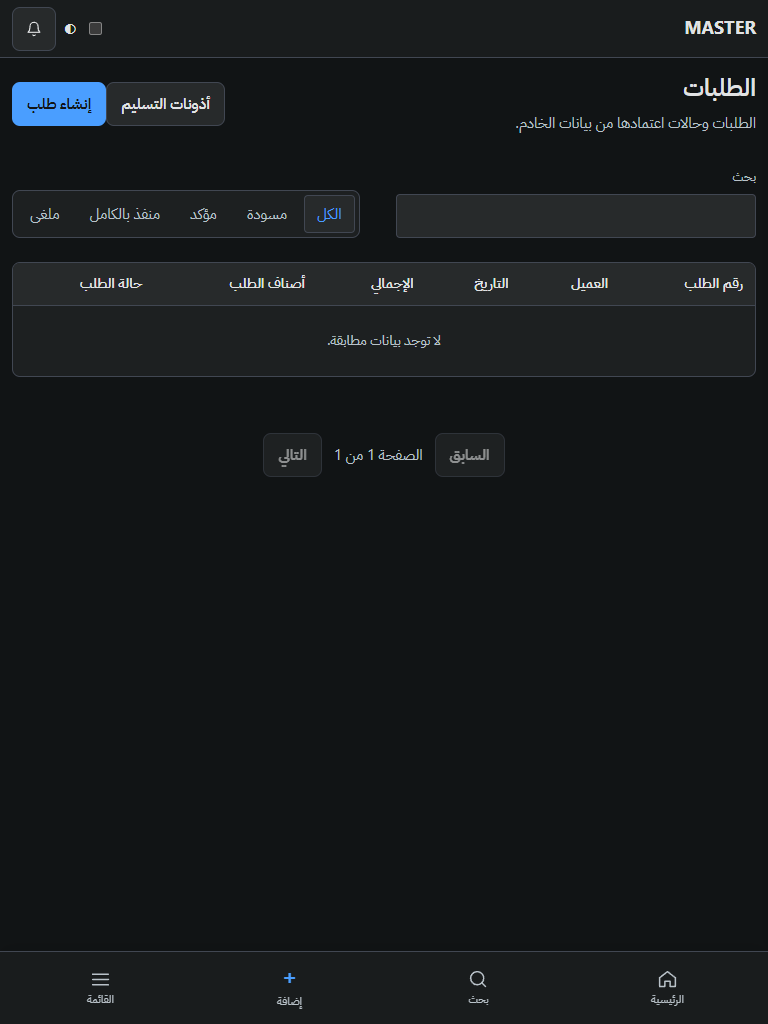 MASTER
الطلبات
الطلبات وحالات اعتمادها من بيانات الخادم.
أذونات التسليم
إنشاء طلب
بحث
الكل
مسودة
مؤكد
منفذ بالكامل
ملغى
رقم الطلب
العميل
التاريخ
الإجمالي
أصناف الطلب
حالة الطلب
لا توجد بيانات مطابقة.
السابق
الصفحة 1 من 1
التالي
الرئيسية
بحث
إضافة
القائمة